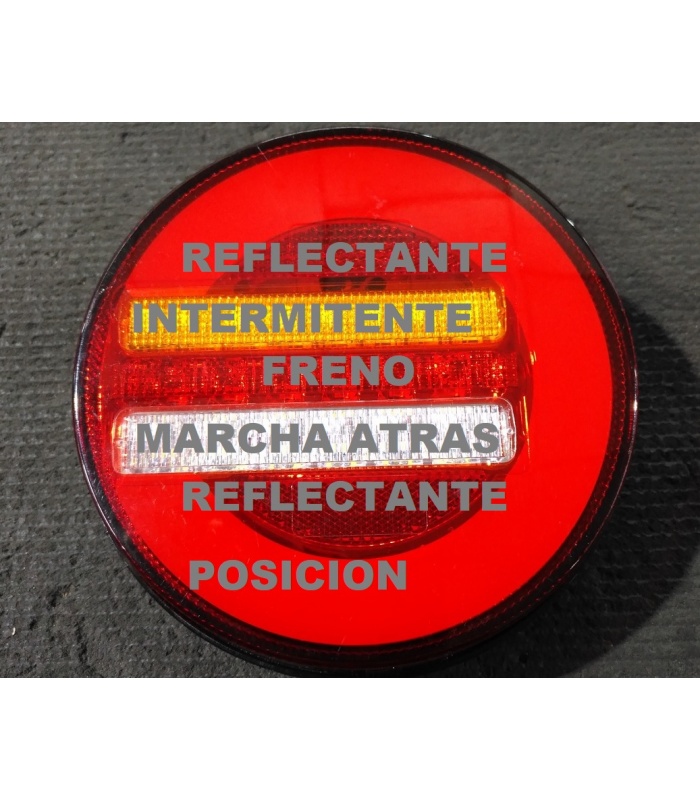 REFLECTANTE
INTERMITENTE
FRENO
MARCHA ATRAS
REFLECTANTE
POSICION